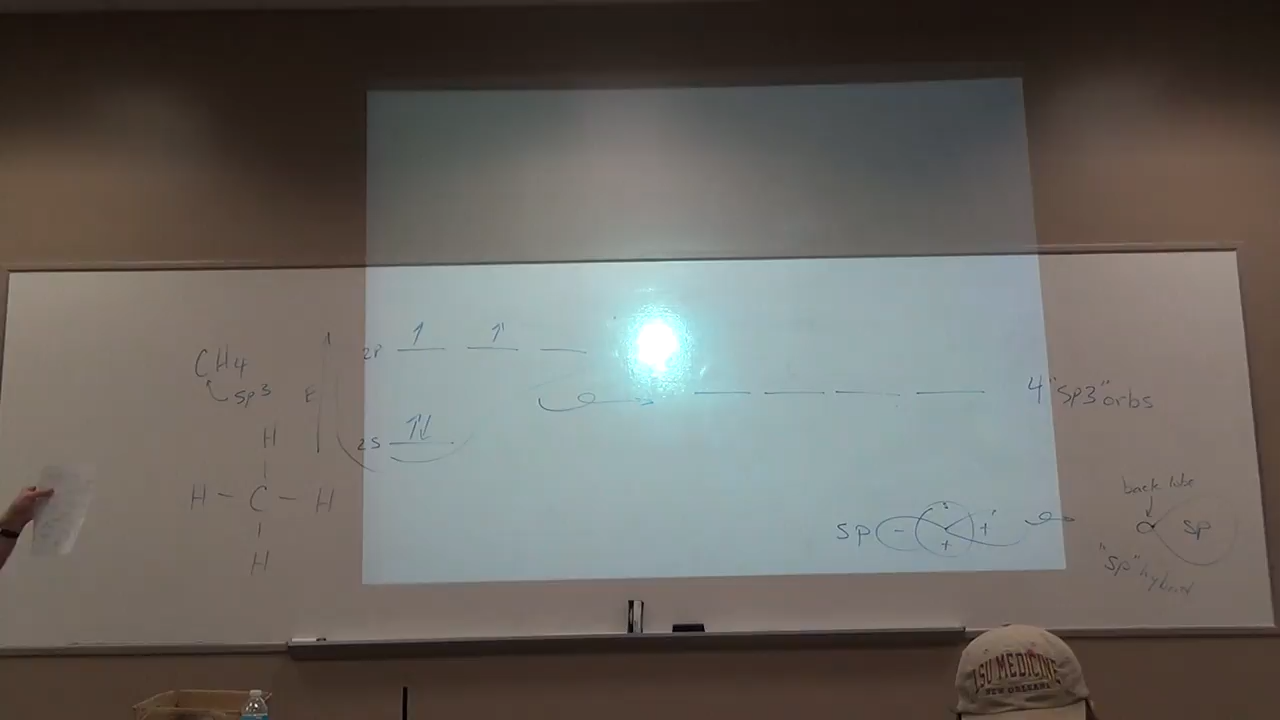 CH4
sp3
H
H - C - H
H
E
2P
2S
4 "sp3" orbs
sp
-
s
+
+
back lobe
sp
"sp" hybrid
LSU MEDICINE
NEW ORLEANS